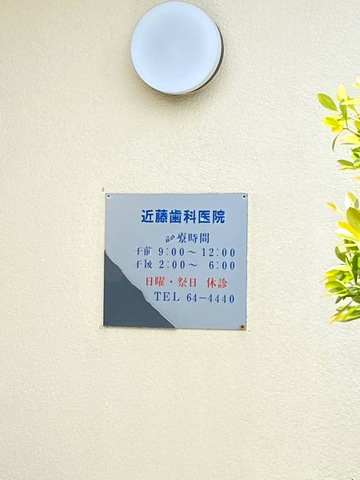 近藤歯科医院
診療時間
午前 9:00～12:00
午後 2:00～ 6:00
日曜・祭日 休診
TEL 64-4440